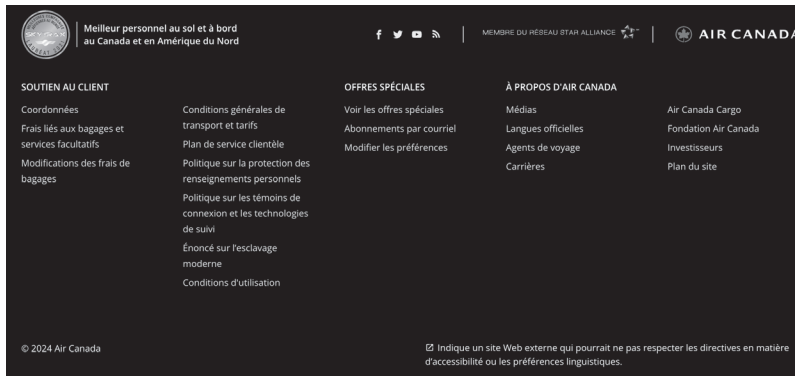 SKYTRAX
Meilleur personnel au sol et à bord
au Canada et en Amérique du Nord
MEMBRE DU RÉSEAU STAR ALLIANCE
AIR CANADA
SOUTIEN AU CLIENT
Coordonnées
Frais liés aux bagages et
services facultatifs
Modifications des frais de
bagages
Conditions générales de
transport et tarifs
Plan de service clientèle
Politique sur la protection des
renseignements personnels
Politique sur les témoins de
connexion et les technologies
de suivi
Énoncé sur l'esclavage
moderne
Conditions d'utilisation
OFFRES SPÉCIALES
Voir les offres spéciales
Abonnements par courriel
Modifier les préférences
À PROPOS D'AIR CANADA
Médias
Langues officielles
Agents de voyage
Carrières
Air Canada Cargo
Fondation Air Canada
Investisseurs
Plan du site
© 2024 Air Canada
Indique un site Web externe qui pourrait ne pas respecter les directives en matière
d'accessibilité ou les préférences linguistiques.